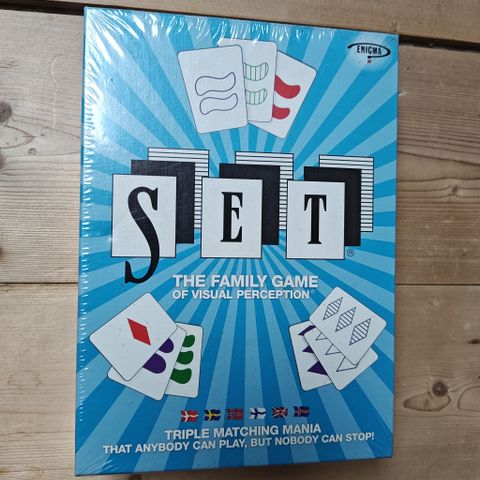 ENIGMA
SET®
THE FAMILY GAME
OF VISUAL PERCEPTION®
TRIPLE MATCHING MANIA
THAT ANYBODY CAN PLAY, BUT NOBODY CAN STOP!